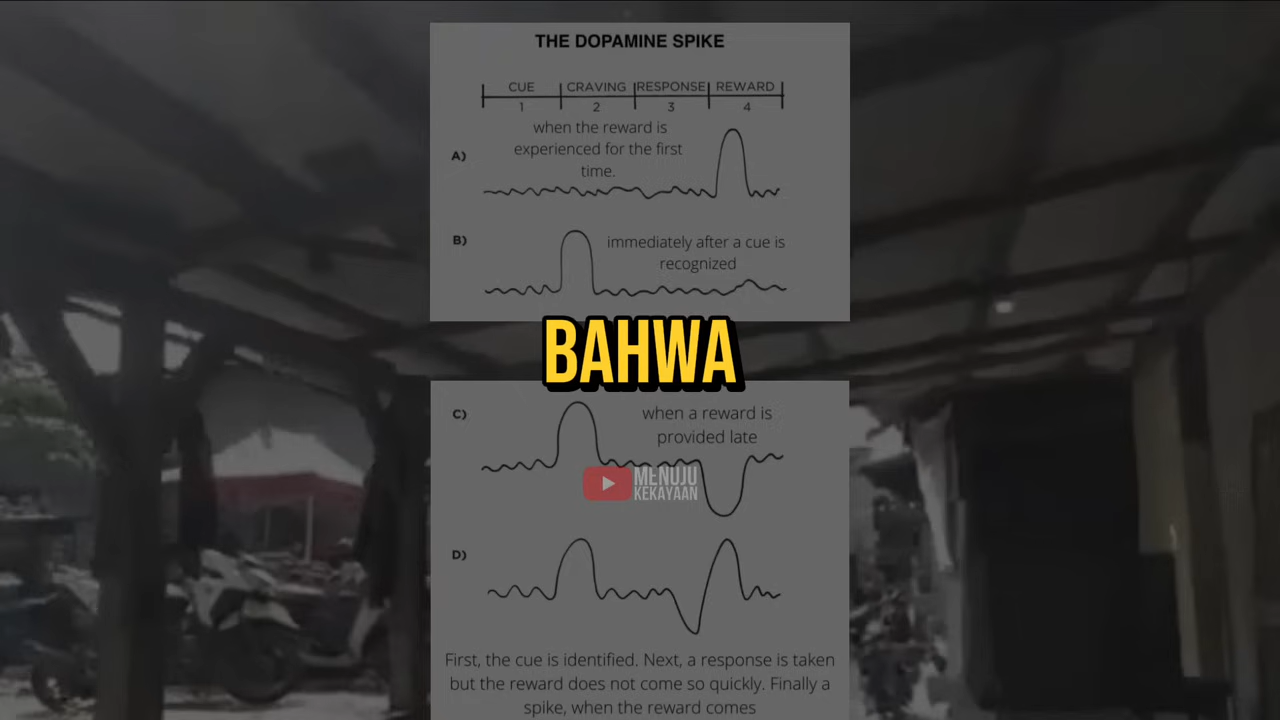 THE DOPAMINE SPIKE
CUE CRAVING RESPONSE REWARD
1 2 3 4
A)
when the reward is
experienced for the first
time.
B)
immediately after a cue is
recognized
BAHWA
C)
when a reward is
provided late
MENUJU
KEKAYAAN
D)
First, the cue is identified. Next, a response is taken
but the reward does not come so quickly. Finally a
spike, when the reward comes